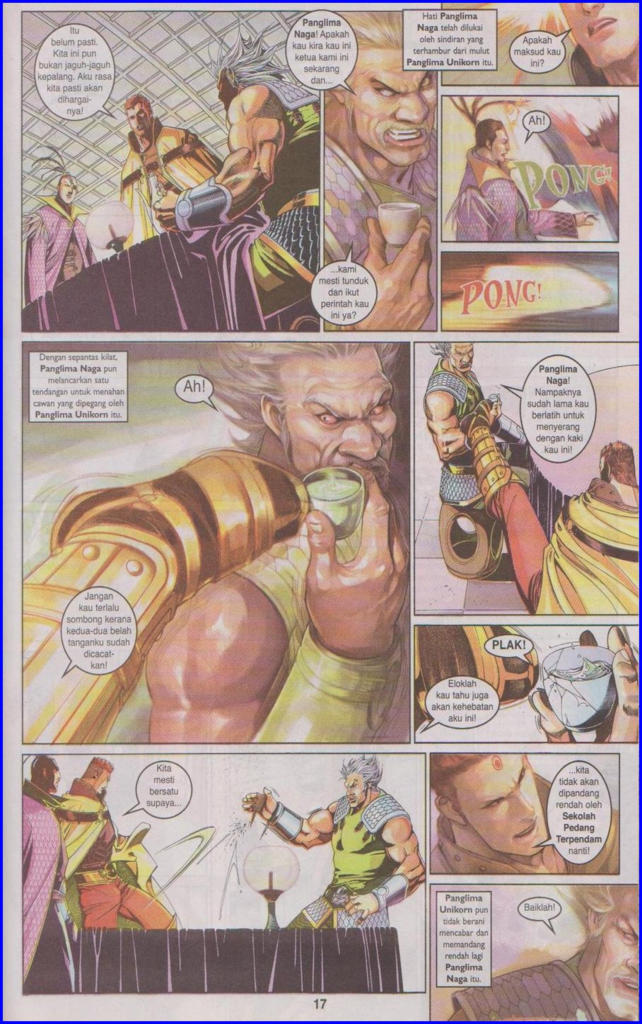 Itu
belum pasti.
Kita ini pun
bukan jaguh-jaguh
kepalang. Aku rasa
kita pasti akan
dihargai-
nya!
Panglima
Naga! Apakah
kau kira kau ini
ketua kami ini
sekarang
dan...
...kami
mesti tunduk
dan ikut
perintah kau
ini ya?
Hati Panglima
Naga telah dilukai
oleh sindiran yang
terhambur dari mulut
Panglima Unikorn itu.
Apakah
maksud kau
ini?
Ah!
PONG!
PONG!
Dengan sepantas kilat,
Panglima Naga pun
melancarkan satu
tendangan untuk menahan
cawan yang dipegang oleh
Panglima Unikorn itu.
Ah!
Jangan
kau terlalu
sombong kerana
kedua-dua belah
tanganku sudah
dicacat-
kan!
Panglima
Naga!
Nampaknya
sudah lama kau
berlatih untuk
menyerang
dengan kaki
kau ini!
PLAK!
Eloklah
kau tahu juga
akan kehebatan
aku ini!
Kita
mesti
bersatu
supaya...
...kita
tidak akan
dipandang
rendah oleh
Sekolah
Pedang
Terpendam
nanti!
Panglima
Unikorn pun
tidak berani
mencabar dan
memandang
rendah lagi
Panglima
Naga itu.
Baiklah!
17